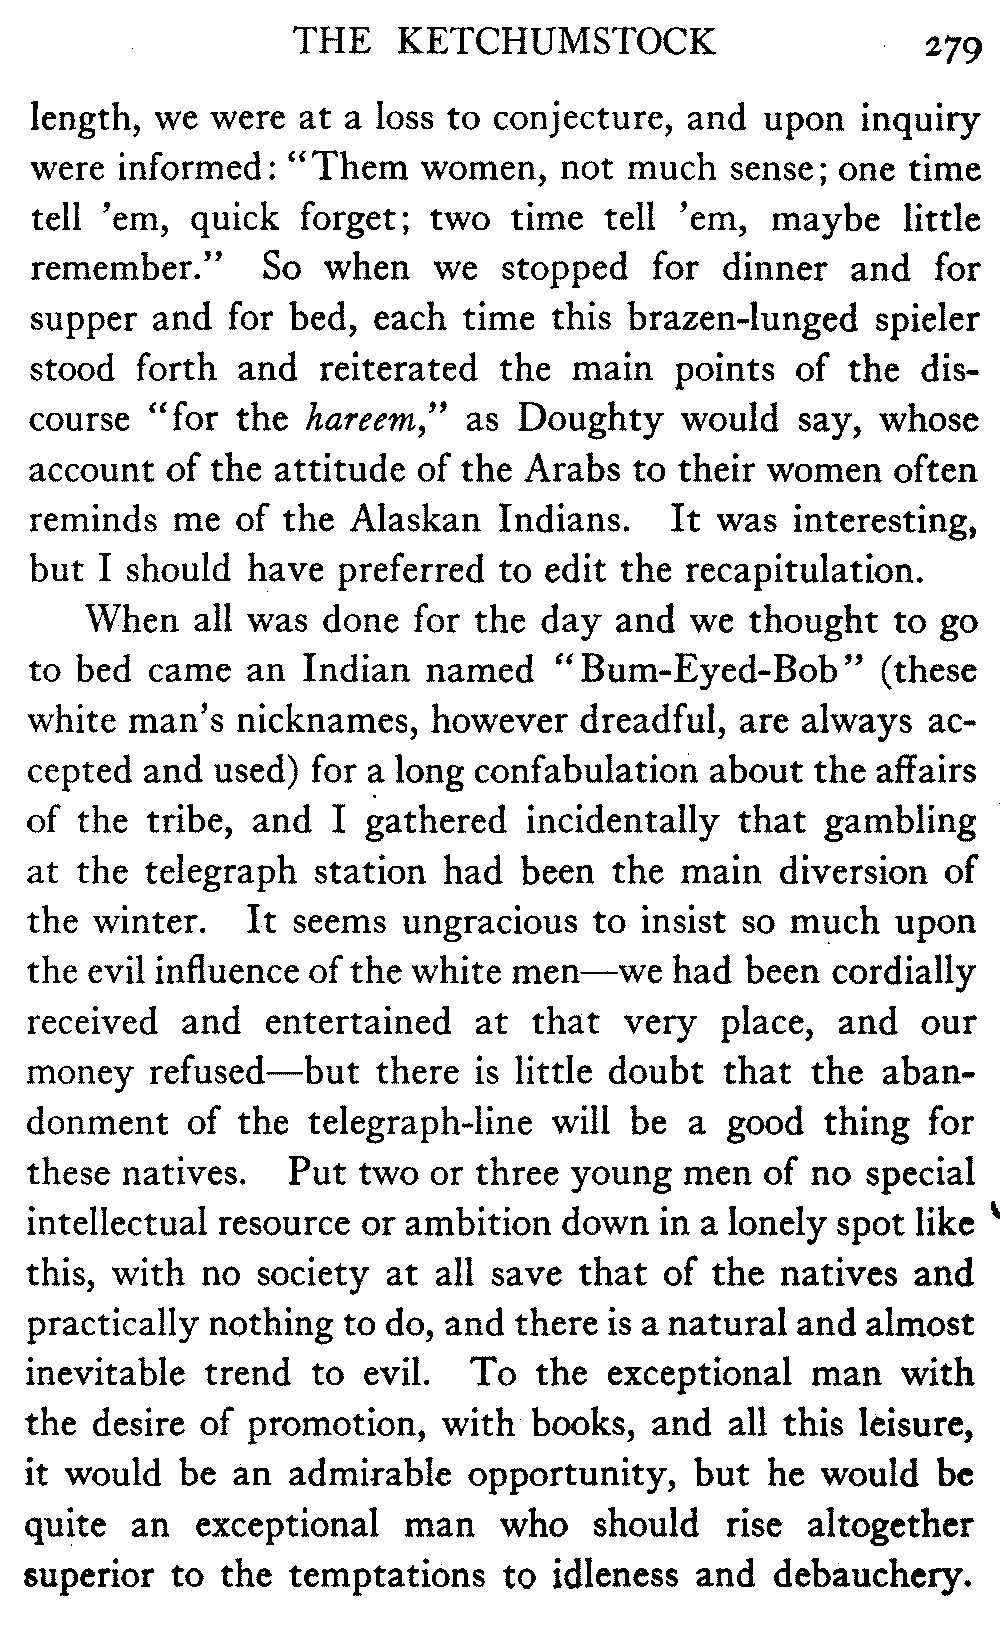 THE KETCHUMSTOCK 279
length, we were at a loss to conjecture, and upon inquiry
were informed: “Them women, not much sense; one time
tell ’em, quick forget; two time tell ’em, maybe little
remember.” So when we stopped for dinner and for
supper and for bed, each time this brazen-lunged spieler
stood forth and reiterated the main points of the dis-
course “for the hareem,” as Doughty would say, whose
account of the attitude of the Arabs to their women often
reminds me of the Alaskan Indians. It was interesting,
but I should have preferred to edit the recapitulation.
When all was done for the day and we thought to go
to bed came an Indian named “Bum-Eyed-Bob” (these
white man’s nicknames, however dreadful, are always ac-
cepted and used) for a long confabulation about the affairs
of the tribe, and I gathered incidentally that gambling
at the telegraph station had been the main diversion of
the winter. It seems ungracious to insist so much upon
the evil influence of the white men—we had been cordially
received and entertained at that very place, and our
money refused—but there is little doubt that the aban-
donment of the telegraph-line will be a good thing for
these natives. Put two or three young men of no special
intellectual resource or ambition down in a lonely spot like
this, with no society at all save that of the natives and
practically nothing to do, and there is a natural and almost
inevitable trend to evil. To the exceptional man with
the desire of promotion, with books, and all this leisure,
it would be an admirable opportunity, but he would be
quite an exceptional man who should rise altogether
superior to the temptations to idleness and debauchery.